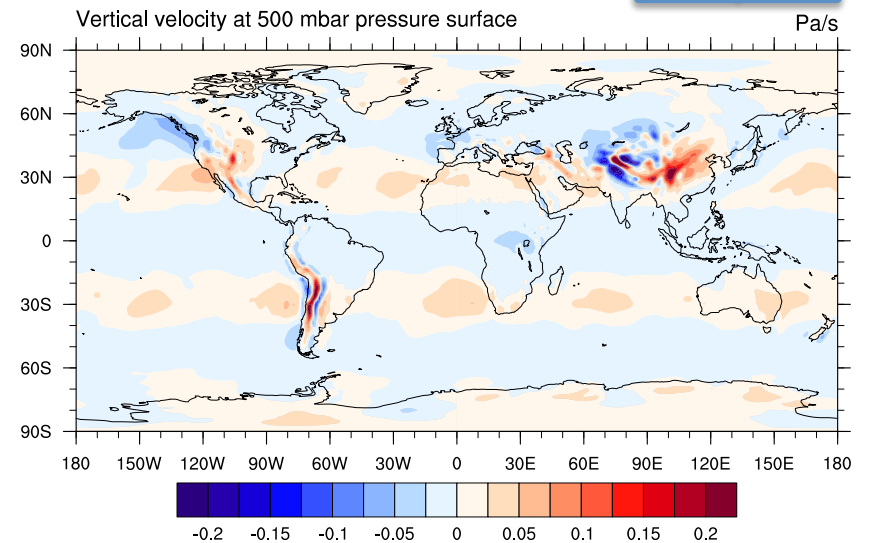 Vertical velocity at 500 mbar pressure surface Pa/s
90N
60N
30N
0
30S
60S
90S
180 150W 120W 90W 60W 30W 0 30E 60E 90E 120E 150E 180
-0.2 -0.15 -0.1 -0.05 0 0.05 0.1 0.15 0.2